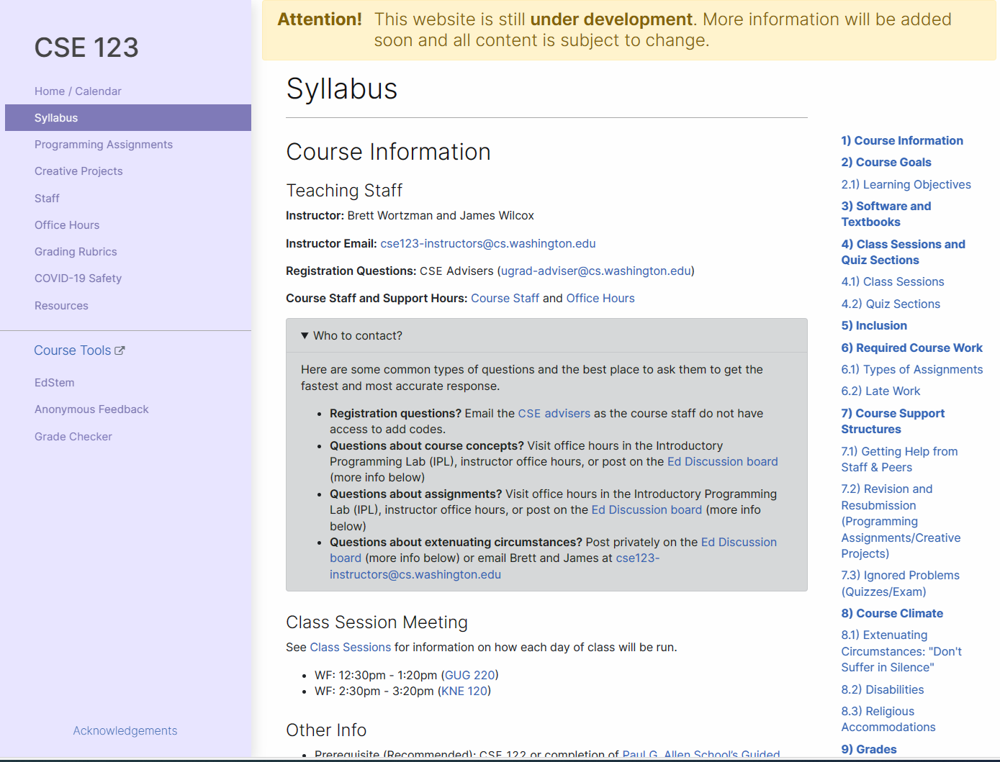 CSE 123
Home / Calendar
Syllabus
Programming Assignments
Creative Projects
Staff
Office Hours
Grading Rubrics
COVID-19 Safety
Resources
Course Tools
EdStem
Anonymous Feedback
Grade Checker
Acknowledgements
Attention! This website is still under development. More information will be added
soon and all content is subject to change.
Syllabus
Course Information
Teaching Staff
Instructor: Brett Wortzman and James Wilcox
Instructor Email: cse123-instructors@cs.washington.edu
Registration Questions: CSE Advisers (ugrad-adviser@cs.washington.edu)
Course Staff and Support Hours: Course Staff and Office Hours
▼ Who to contact?
Here are some common types of questions and the best place to ask them to get the
fastest and most accurate response.
• Registration questions? Email the CSE advisers as the course staff do not have
access to add codes.
• Questions about course concepts? Visit office hours in the Introductory
Programming Lab (IPL), instructor office hours, or post on the Ed Discussion board
(more info below)
• Questions about assignments? Visit office hours in the Introductory Programming
Lab (IPL), instructor office hours, or post on the Ed Discussion board (more info
below)
• Questions about extenuating circumstances? Post privately on the Ed Discussion
board (more info below) or email Brett and James at cse123-
instructors@cs.washington.edu
Class Session Meeting
See Class Sessions for information on how each day of class will be run.
• WF: 12:30pm - 1:20pm (GUG 220)
• WF: 2:30pm - 3:20pm (KNE 120)
Other Info
• Prerequisite (Recommended): CSE 122 or completion of Paul G. Allen School's Guided
1) Course Information
2) Course Goals
2.1) Learning Objectives
3) Software and
Textbooks
4) Class Sessions and
Quiz Sections
4.1) Class Sessions
4.2) Quiz Sections
5) Inclusion
6) Required Course Work
6.1) Types of Assignments
6.2) Late Work
7) Course Support
Structures
7.1) Getting Help from
Staff & Peers
7.2) Revision and
Resubmission
(Programming
Assignments/Creative
Projects)
7.3) Ignored Problems
(Quizzes/Exam)
8) Course Climate
8.1) Extenuating
Circumstances: "Don't
Suffer in Silence"
8.2) Disabilities
8.3) Religious
Accommodations
9) Grades